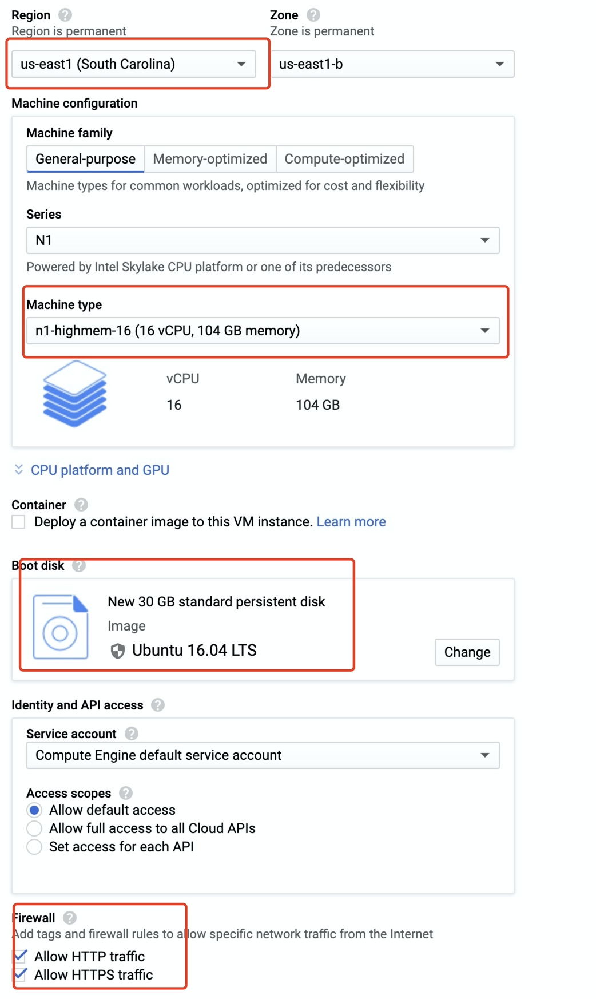 Region
Zone
Region is permanent
Zone is permanent
us-east1 (South Carolina)
us-east1-b
Machine configuration
Machine family
General-purpose
Memory-optimized
Compute-optimized
Machine types for common workloads, optimized for cost and flexibility
Series
N1
Powered by Intel Skylake CPU platform or one of its predecessors
Machine type
n1-highmem-16 (16 vCPU, 104 GB memory)
vCPU
Memory
16
104 GB
CPU platform and GPU
Container
Deploy a container image to this VM instance. Learn more
Boot disk
New 30 GB standard persistent disk
Image
Ubuntu 16.04 LTS
Change
Identity and API access
Service account
Compute Engine default service account
Access scopes
Allow default access
Allow full access to all Cloud APIs
Set access for each API
Firewall
Add tags and firewall rules to allow specific network traffic from the Internet
Allow HTTP traffic
Allow HTTPS traffic